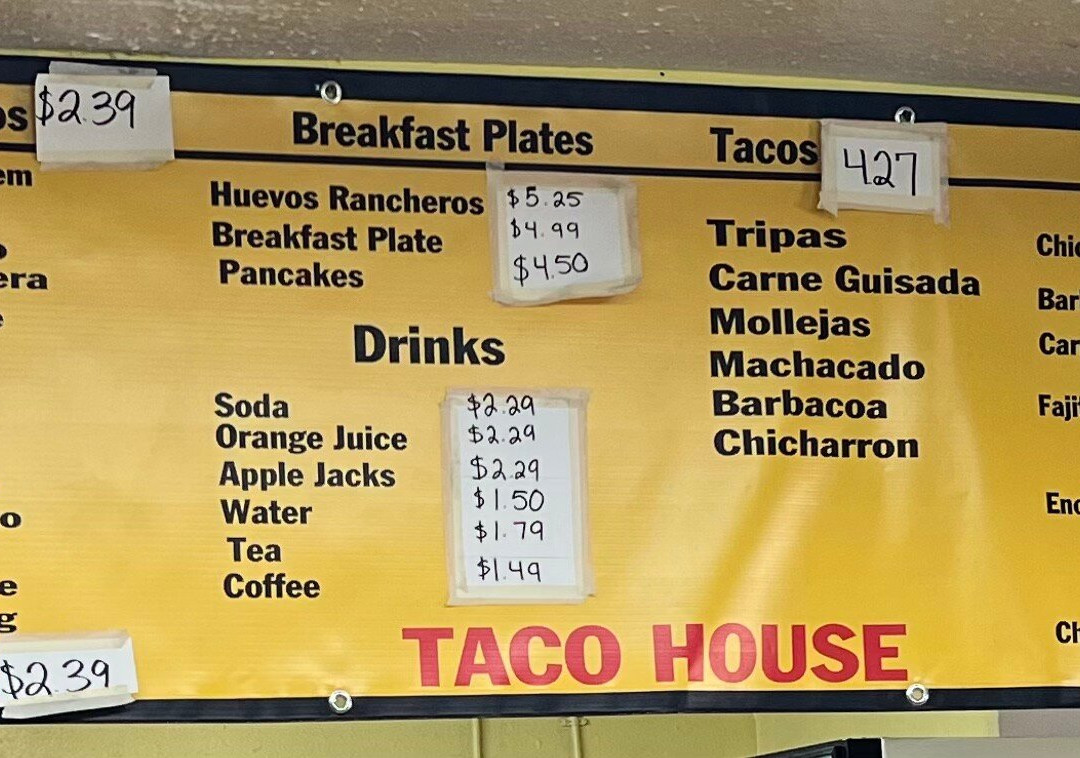 $2.39
Breakfast Plates
Huevos Rancheros $5.25
Breakfast Plate $4.99
Pancakes $4.50
Drinks
Soda $2.29
Orange Juice $2.29
Apple Jacks $2.29
Water $1.50
Tea $1.79
Coffee $1.49
Tacos 4.27
Tripas
Carne Guisada
Mollejas
Machacado
Barbacoa
Chicharron
TACO HOUSE
$2.39